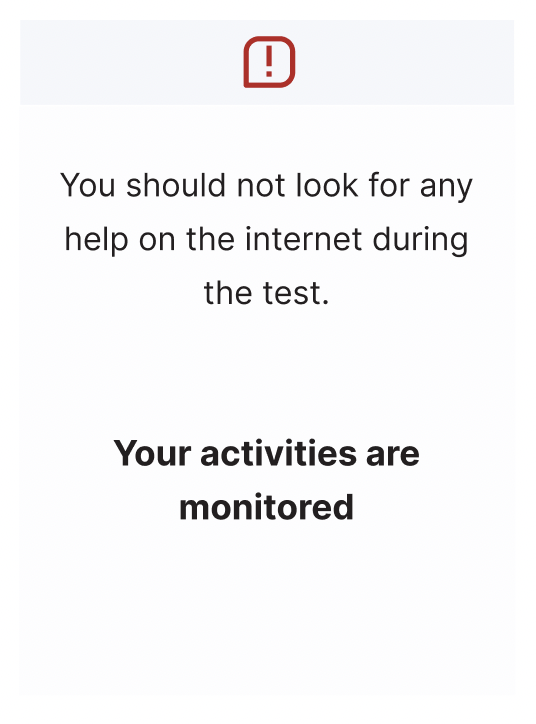 You should not look for any
help on the internet during
the test.
Your activities are
monitored